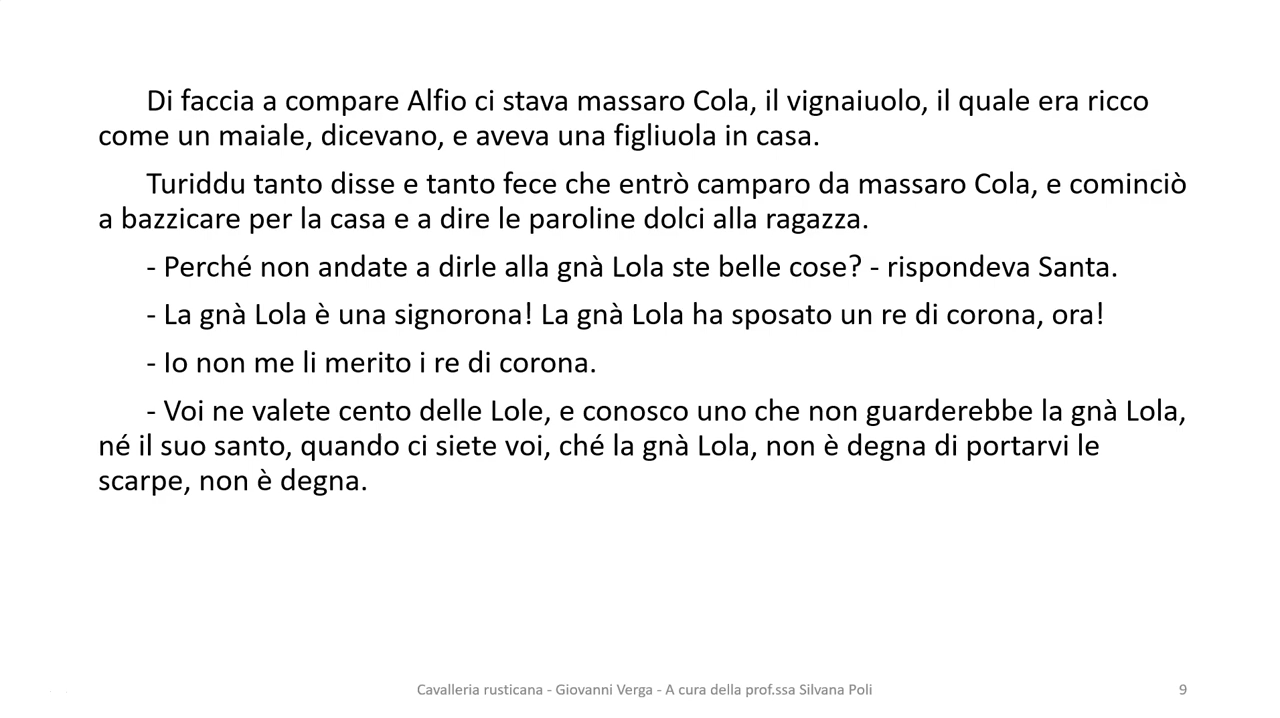 Di faccia a compare Alfio ci stava massaro Cola, il vignaiuolo, il quale era ricco
come un maiale, dicevano, e aveva una figliuola in casa.
Turiddu tanto disse e tanto fece che entrò camparo da massaro Cola, e cominciò
a bazzicare per la casa e a dire le paroline dolci alla ragazza.
- Perché non andate a dirle alla gnà Lola ste belle cose? - rispondeva Santa.
- La gnà Lola è una signorona! La gnà Lola ha sposato un re di corona, ora!
- Io non me li merito i re di corona.
- Voi ne valete cento delle Lole, e conosco uno che non guarderebbe la gnà Lola,
né il suo santo, quando ci siete voi, ché la gnà Lola, non è degna di portarvi le
scarpe, non è degna.
Cavalleria rusticana - Giovanni Verga - A cura della prof.ssa Silvana Poli
9